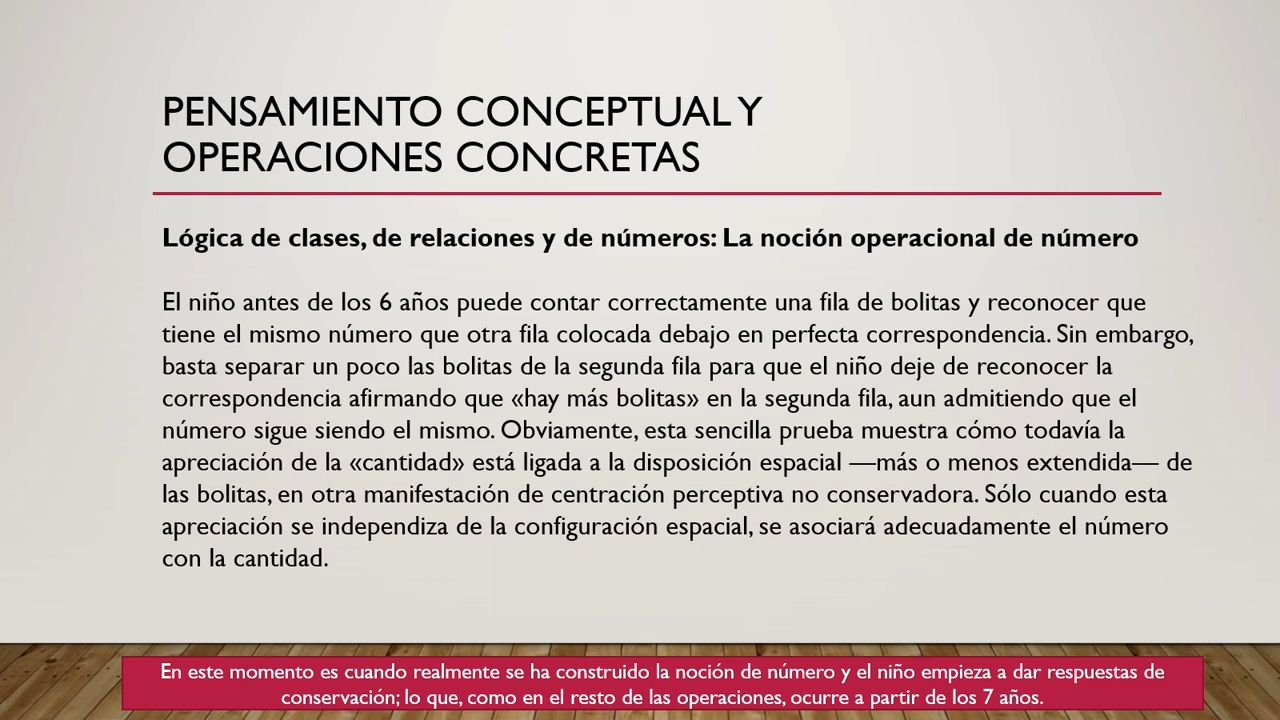 PENSAMIENTO CONCEPTUAL Y
OPERACIONES CONCRETAS
Lógica de clases, de relaciones y de números: La noción operacional de número
El niño antes de los 6 años puede contar correctamente una fila de bolitas y reconocer que
tiene el mismo número que otra fila colocada debajo en perfecta correspondencia. Sin embargo,
basta separar un poco las bolitas de la segunda fila para que el niño deje de reconocer la
correspondencia afirmando que «hay más bolitas» en la segunda fila, aun admitiendo que el
número sigue siendo el mismo. Obviamente, esta sencilla prueba muestra cómo todavía la
apreciación de la «cantidad» está ligada a la disposición espacial —más o menos extendida— de
las bolitas, en otra manifestación de centración perceptiva no conservadora. Sólo cuando esta
apreciación se independiza de la configuración espacial, se asociará adecuadamente el número
con la cantidad.
En este momento es cuando realmente se ha construido la noción de número y el niño empieza a dar respuestas de
conservación; lo que, como en el resto de las operaciones, ocurre a partir de los 7 años.